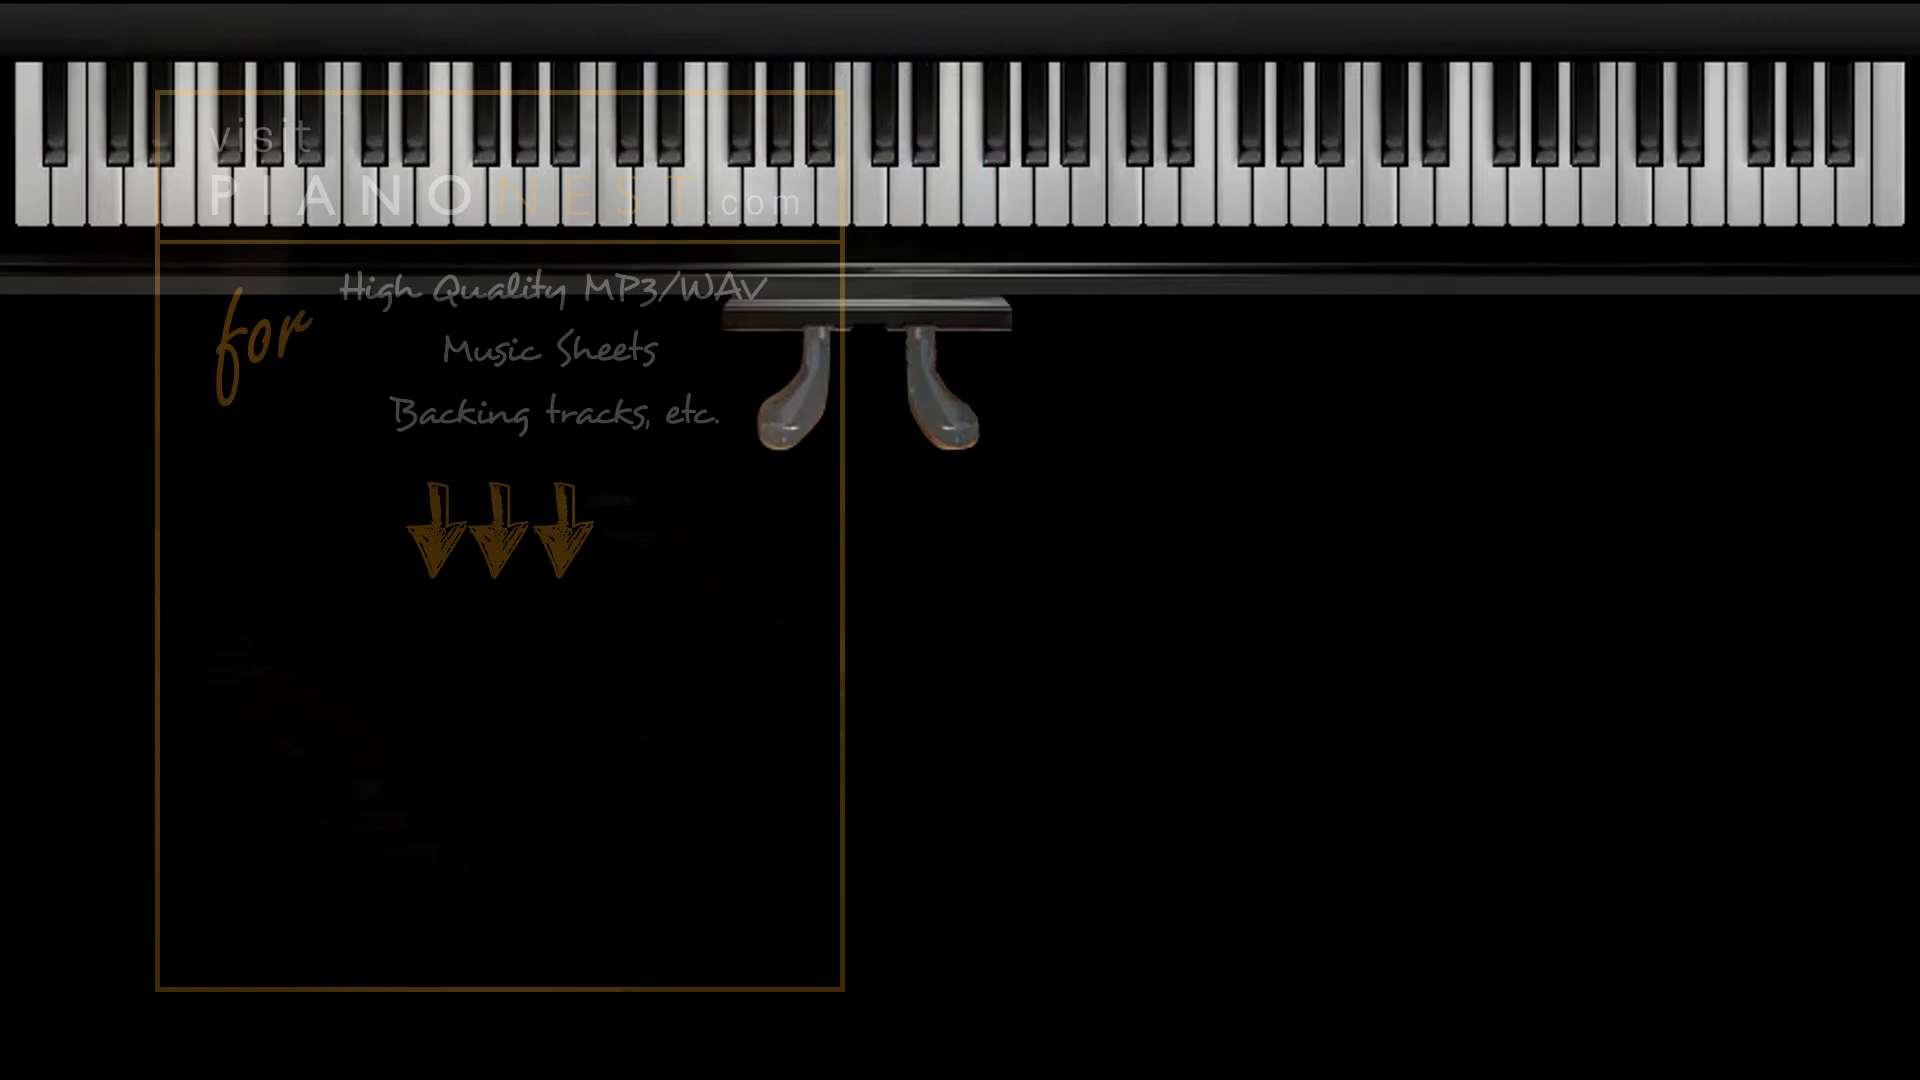 visit
PIANONEST.com
for
High Quality MP3/WAV
Music Sheets
Backing tracks, etc.